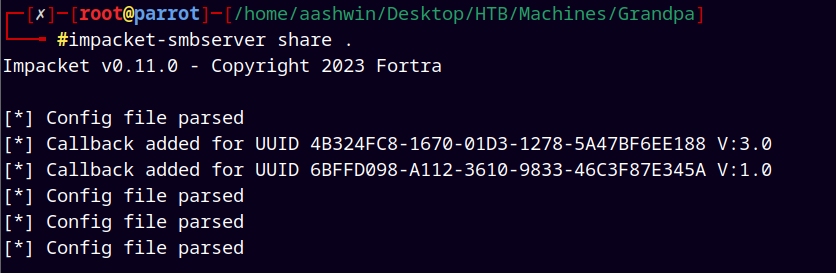 ┌─[✗]─[root@parrot]─[/home/aashwin/Desktop/HTB/Machines/Grandpa]
└──╼ #impacket-smbserver share .
Impacket v0.11.0 - Copyright 2023 Fortra
[*] Config file parsed
[*] Callback added for UUID 4B324FC8-1670-01D3-1278-5A47BF6EE188 V:3.0
[*] Callback added for UUID 6BFFD098-A112-3610-9833-46C3F87E345A V:1.0
[*] Config file parsed
[*] Config file parsed
[*] Config file parsed